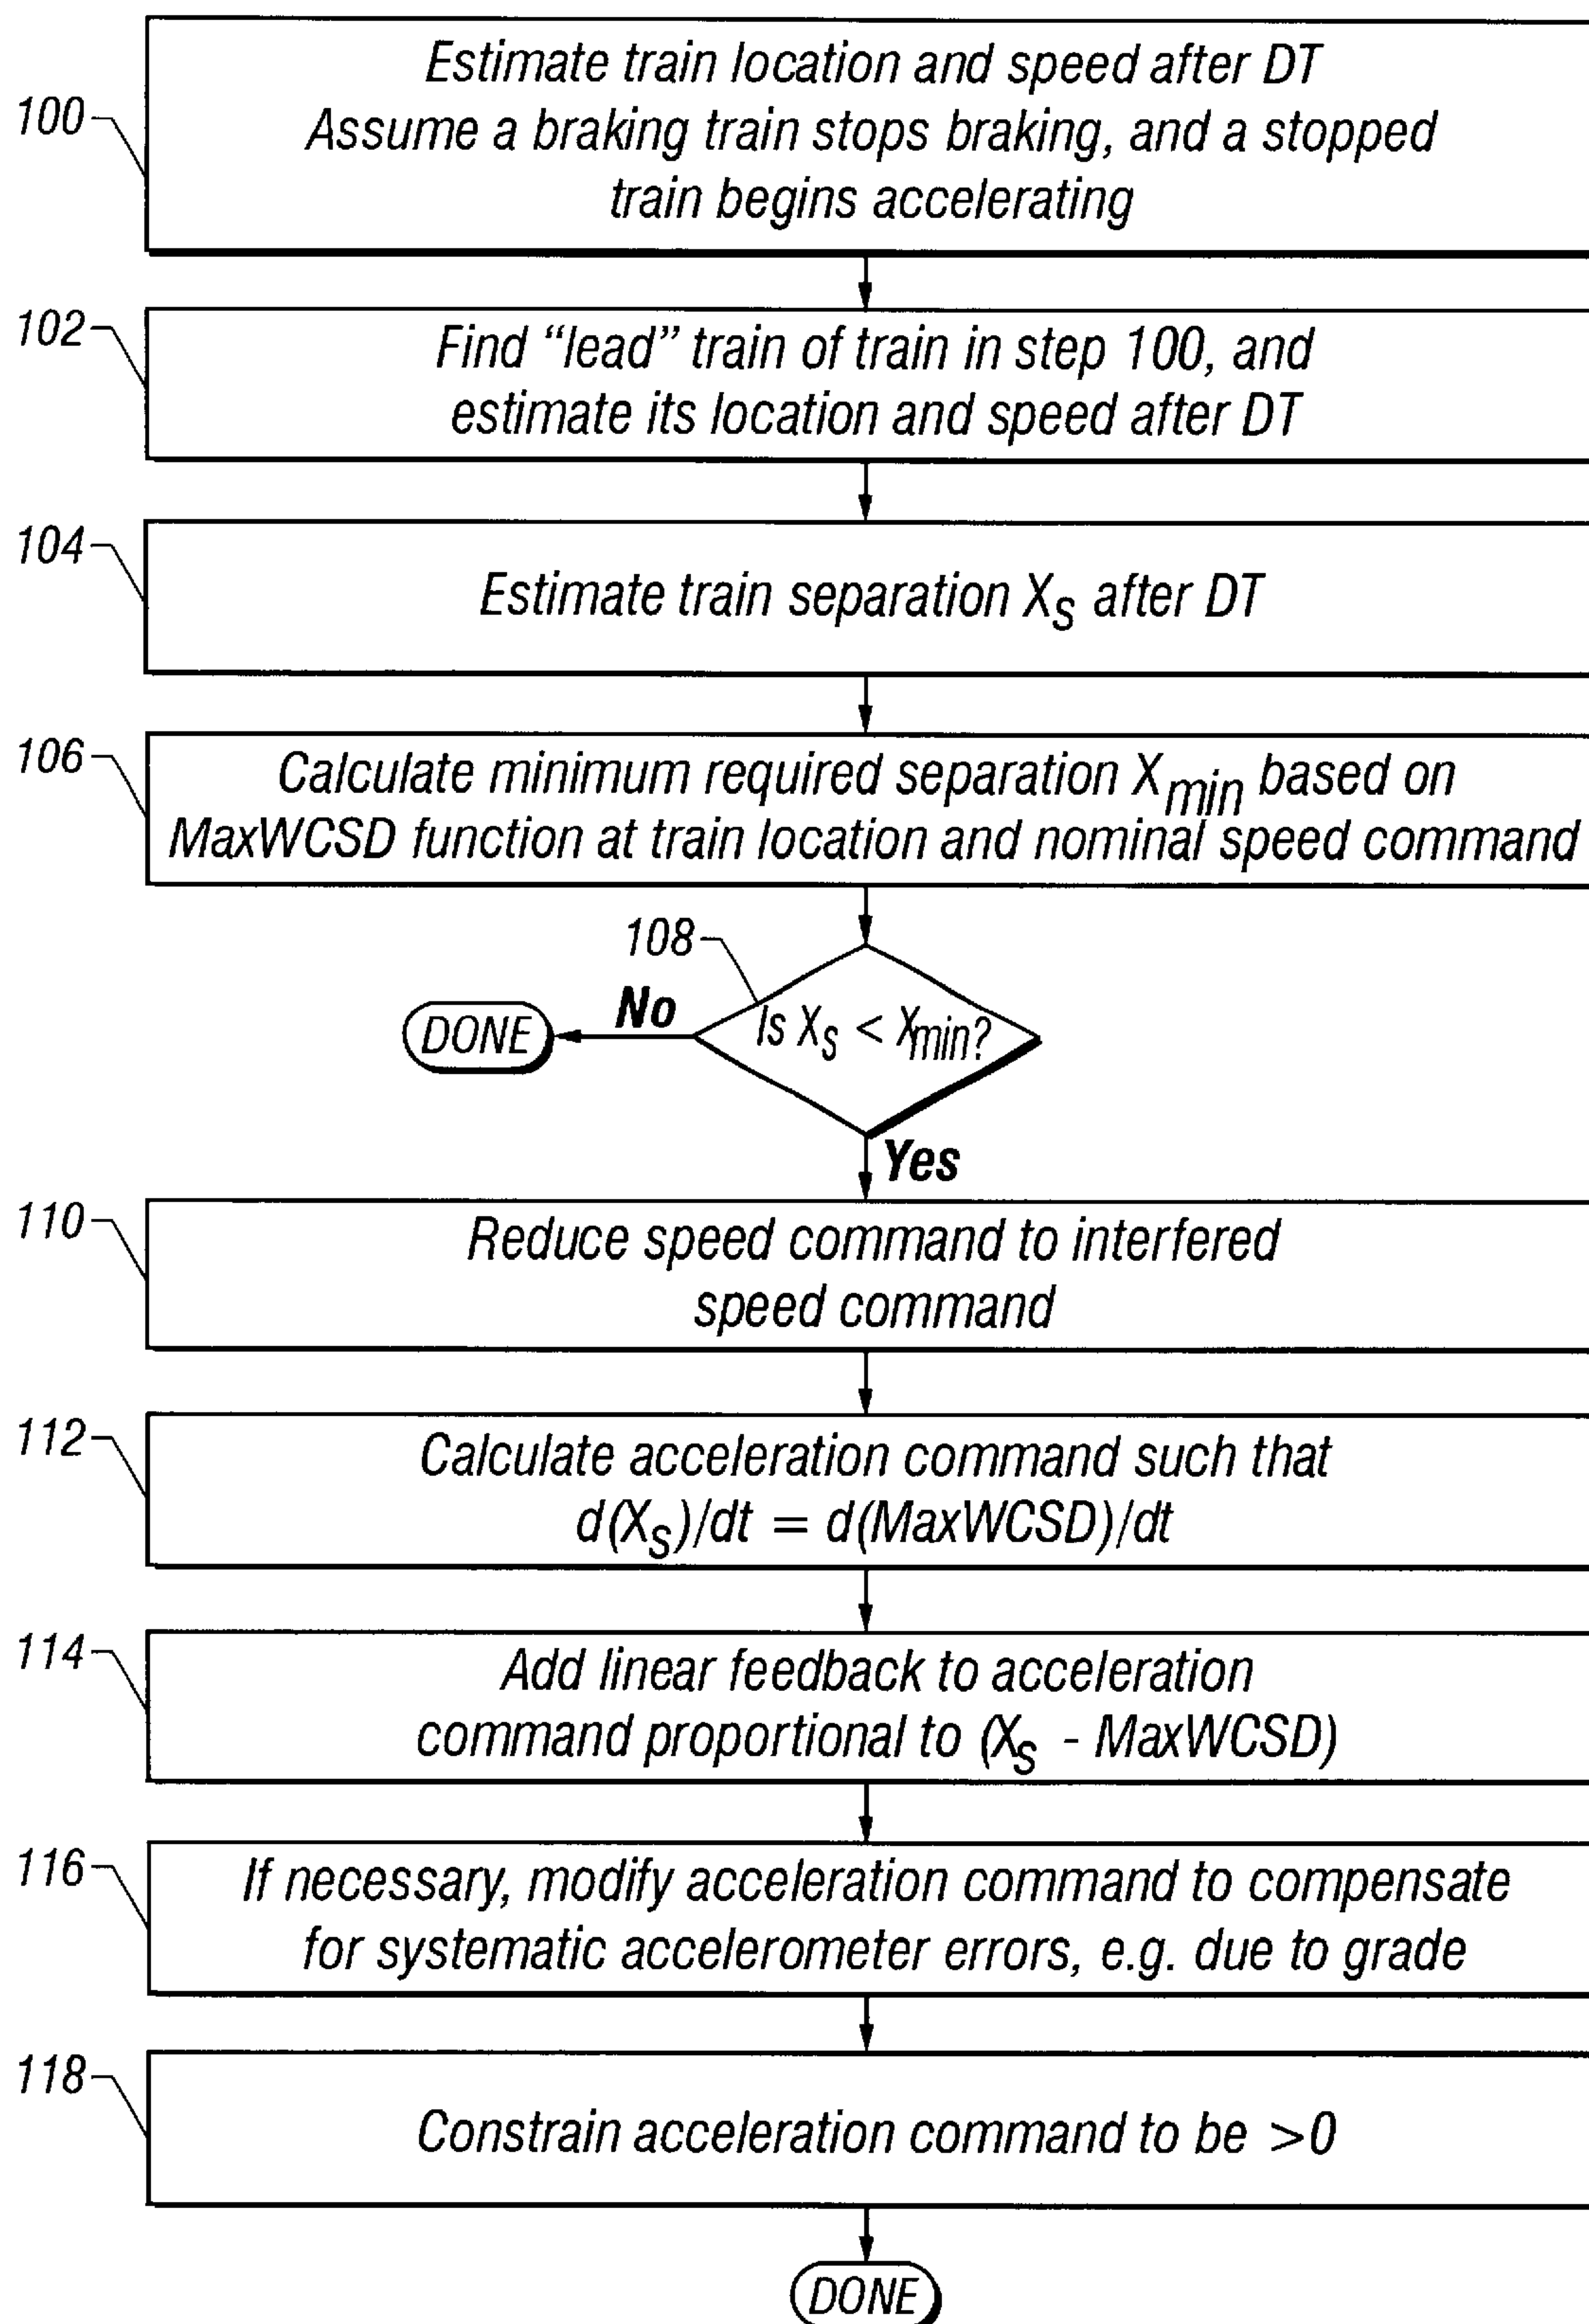 100
Estimate train location and speed after DT
Assume a braking train stops braking, and a stopped
train begins accelerating
102
Find “lead” train of train in step 100, and
estimate its location and speed after DT
104
Estimate train separation Xs after DT
106
Calculate minimum required separation Xmin based on
MaxWCSD function at train location and nominal speed command
108
Is Xs < Xmin?
No
DONE
Yes
110
Reduce speed command to interfered
speed command
112
Calculate acceleration command such that
d(Xs)/dt = d(MaxWCSD)/dt
114
Add linear feedback to acceleration
command proportional to (Xs - MaxWCSD)
116
If necessary, modify acceleration command to compensate
for systematic accelerometer errors, e.g. due to grade
118
Constrain acceleration command to be >0
DONE